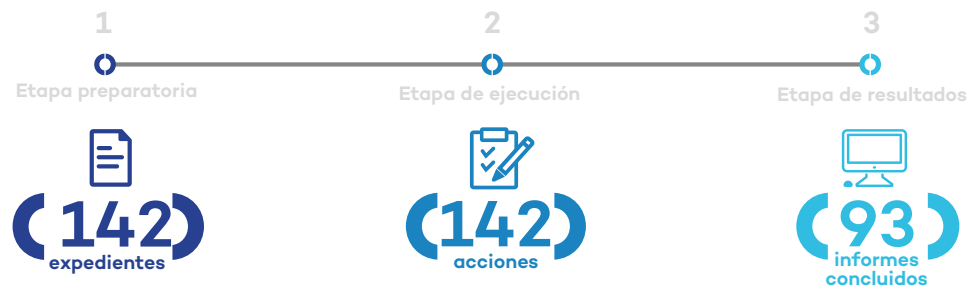 1
2
3
Etapa preparatoria
Etapa de ejecución
Etapa de resultados
142
expedientes
142
acciones
93
informes
concluidos